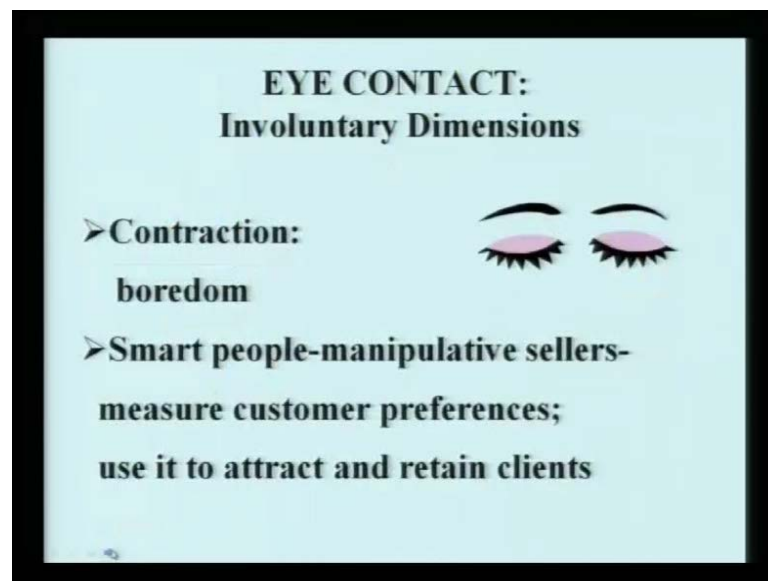 EYE CONTACT:
Involuntary Dimensions
➢Contraction:
boredom
➢Smart people-manipulative sellers-
measure customer preferences;
use it to attract and retain clients